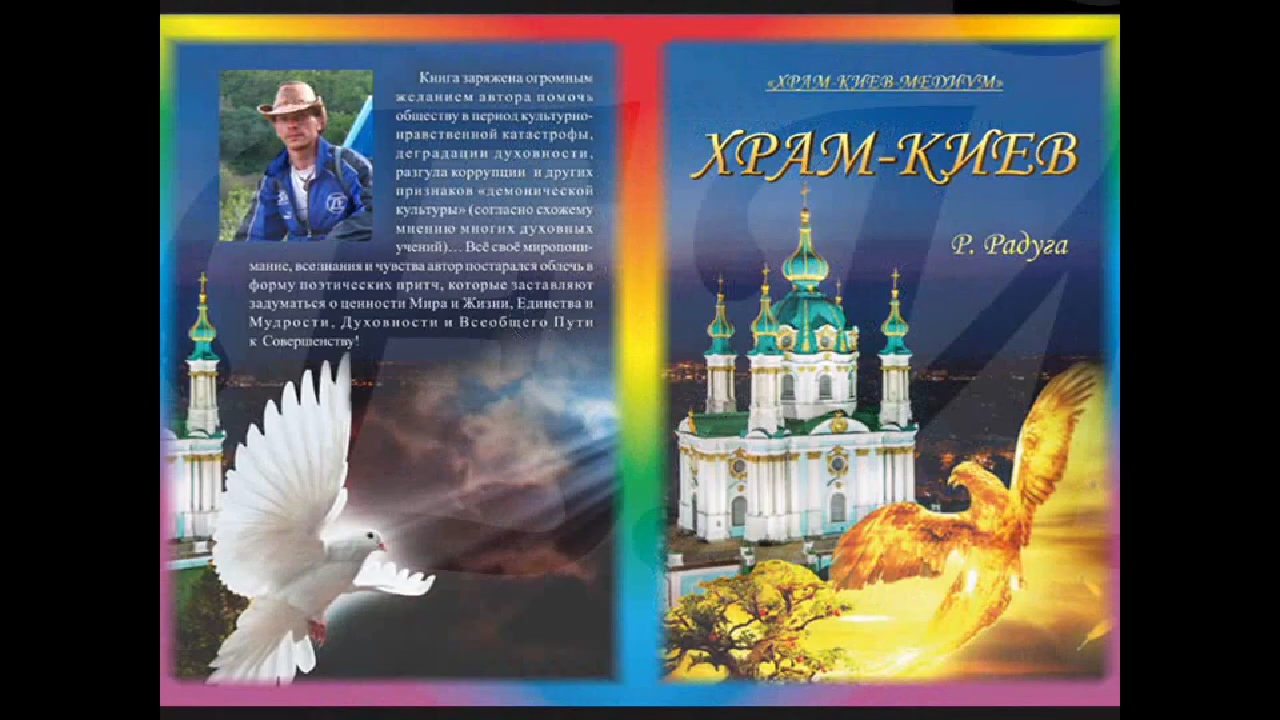 Книга заряжена огромным
желанием автора помочь
обществу в период культурно-
нравственной катастрофы,
деградации духовности,
разгула коррупции и других
признаков «демонической
культуры» (согласно схожему
мнению многих духовных
учений)... Всё своё миропони-
мание, всезнания и чувства автор постарался облечь в
форму поэтических притч, которые заставляют
задуматься о ценности Мира и Жизни, Единства и
Мудрости, Духовности и Всеобщего Пути
к Совершенству!
«ХРАМ-КИЕВ-МЕДИУМ»
ХРАМ-КИЕВ
Р. Радуга